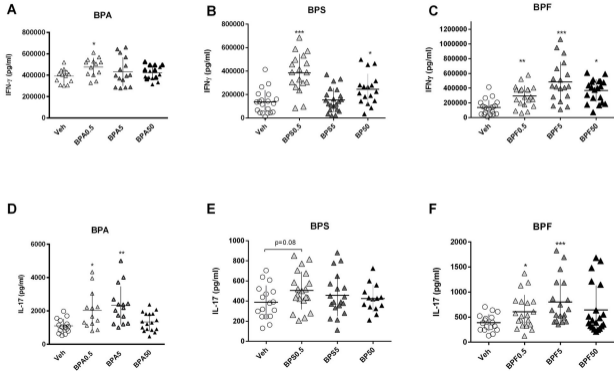 A
BPA
IFN-γ (pg/ml)
800000
600000
400000
200000
0
*
Veh
BPA0.5
BPA5
BPA50
B
BPS
IFNγ (pg/ml)
800000
600000
400000
200000
0
***
*
Veh
BPS0.5
BPS5
BPS50
C
BPF
IFNγ (pg/ml)
1200000
1000000
800000
600000
400000
200000
0
**
***
*
Veh
BPF0.5
BPF5
BPF50
D
BPA
IL-17 (pg/ml)
6000
4000
2000
0
*
**
Veh
BPA0.5
BPA5
BPA50
E
BPS
IL-17 (pg/ml)
1000
800
600
400
200
0
p=0.08
Veh
BPS0.5
BPS5
BPS50
F
BPF
IL-17 (pg/ml)
2000
1500
1000
500
0
*
***
Veh
BPF0.5
BPF5
BPF50